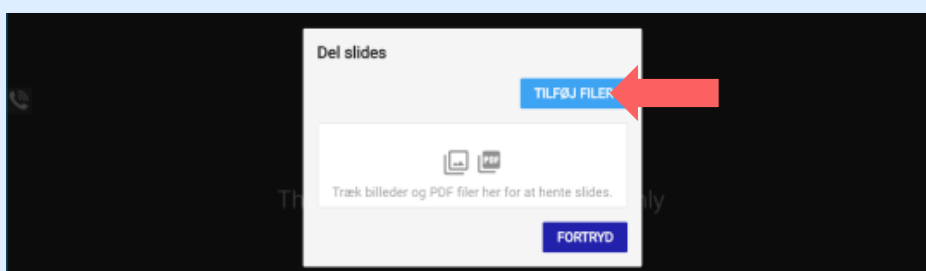 Del slides
TILFØJ FILER
PDF
Træk billeder og PDF filer her for at hente slides.
FORTRYD